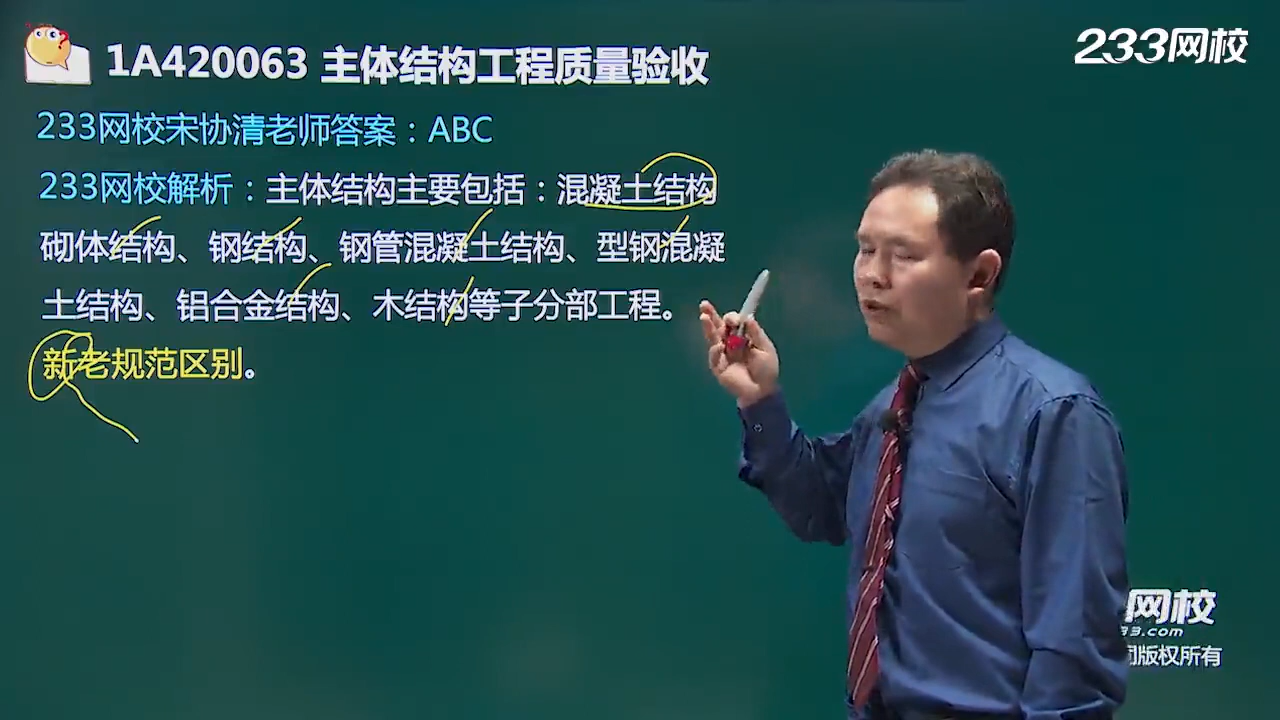 1A420063 主体结构工程质量验收
233网校
233网校宋协清老师答案：ABC
233网校解析：主体结构主要包括：混凝土结构
砌体结构、钢结构、钢管混凝土结构、型钢混凝
土结构、铝合金结构、木结构等子分部工程。
新老规范区别。
网校
33.com
版权所有